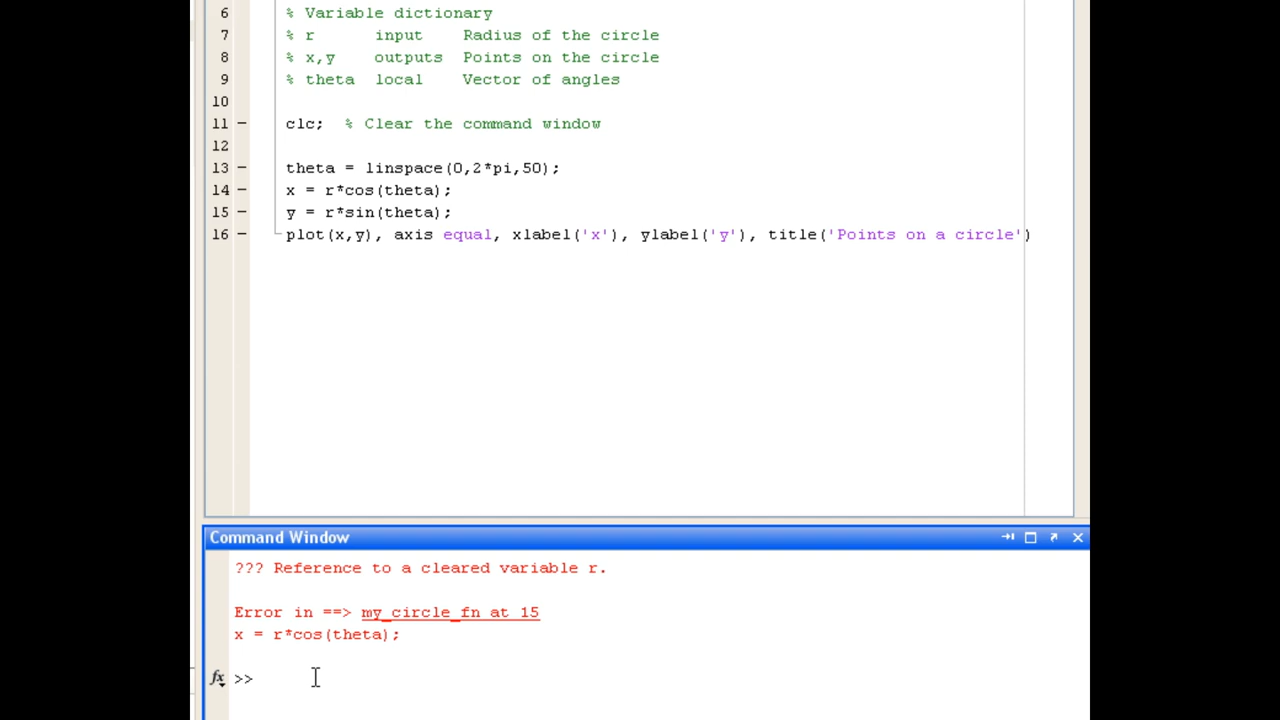 6 % Variable dictionary
7 % r input Radius of the circle
8 % x,y outputs Points on the circle
9 % theta local Vector of angles
10
11 – clc; % Clear the command window
12
13 – theta = linspace(0,2*pi,50);
14 – x = r*cos(theta);
15 – y = r*sin(theta);
16 – plot(x,y), axis equal, xlabel('x'), ylabel('y'), title('Points on a circle')
Command Window
??? Reference to a cleared variable r.
Error in ==> my_circle_fn at 15
x = r*cos(theta);
fx >>